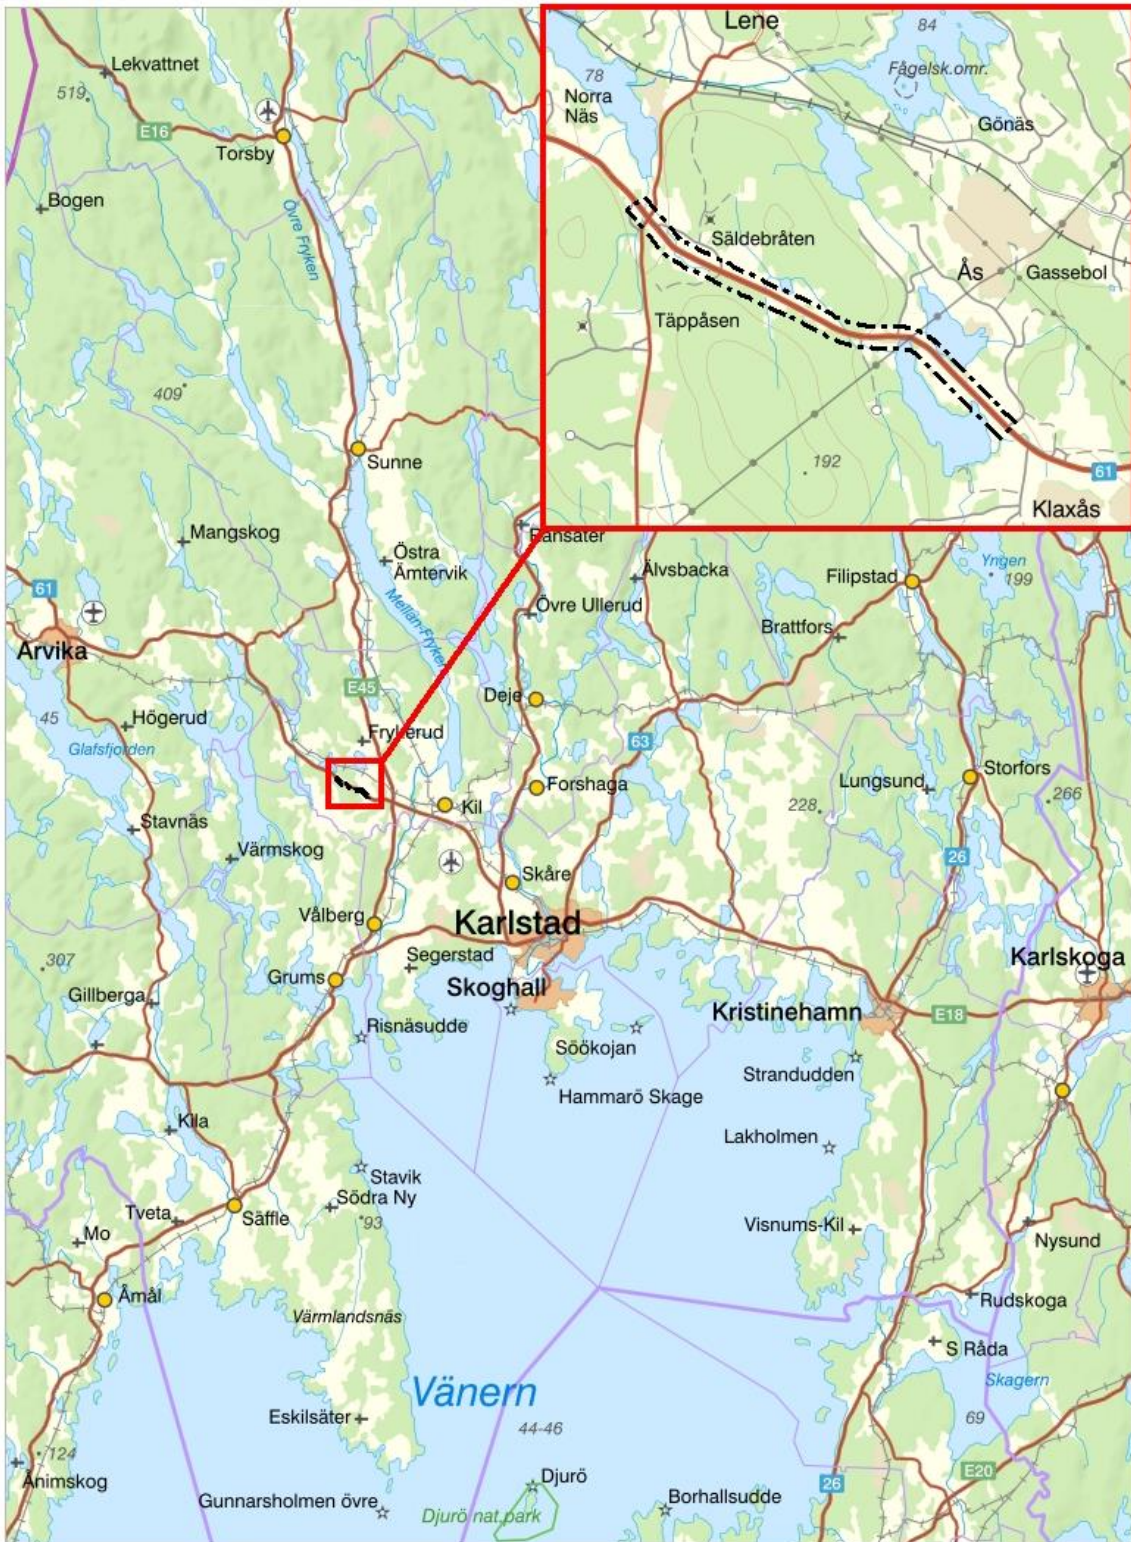 Lekvattnet
519
E16
Torsby
Bogen
Övre Fryken
409
Sunne
Mangskog
Östra
Ämtervik
Mellan-Fryken
61
Arvika
45
Högerud
Glafsfjorden
E45
Stavnäs
Värmskog
Kil
Lene
84
78
Fågelsk.omr.
Norra
Näs
Gönäs
Säldebråten
Ås
Gassebol
Täppåsen
192
61
Klaxås
Älvsbacka
Övre Ullerud
Deje
Forshaga
63
Filipstad
Yngen
199
Brattfors
Lungsund
Storfors
228
266
26
Skåre
Vålberg
Karlstad
Segerstad
Grums
Skoghall
307
Gillberga
Risnäsudde
Söökojan
Hammarö Skage
Kristinehamn
Karlskoga
E18
Strandudden
Lakholmen
Kila
Stavik
Södra Ny
93
Tveta
Mo
Säffle
Åmål
Visnums-Kil
Nysund
Rudskoga
S Råda
Skagern
69
Värmlandsnäs
Vänern
44-46
Eskilsäter
124
Ånimskog
Gunnarsholmen övre
Djurö
Djurö nat.park
Borhallsudde
26
E20